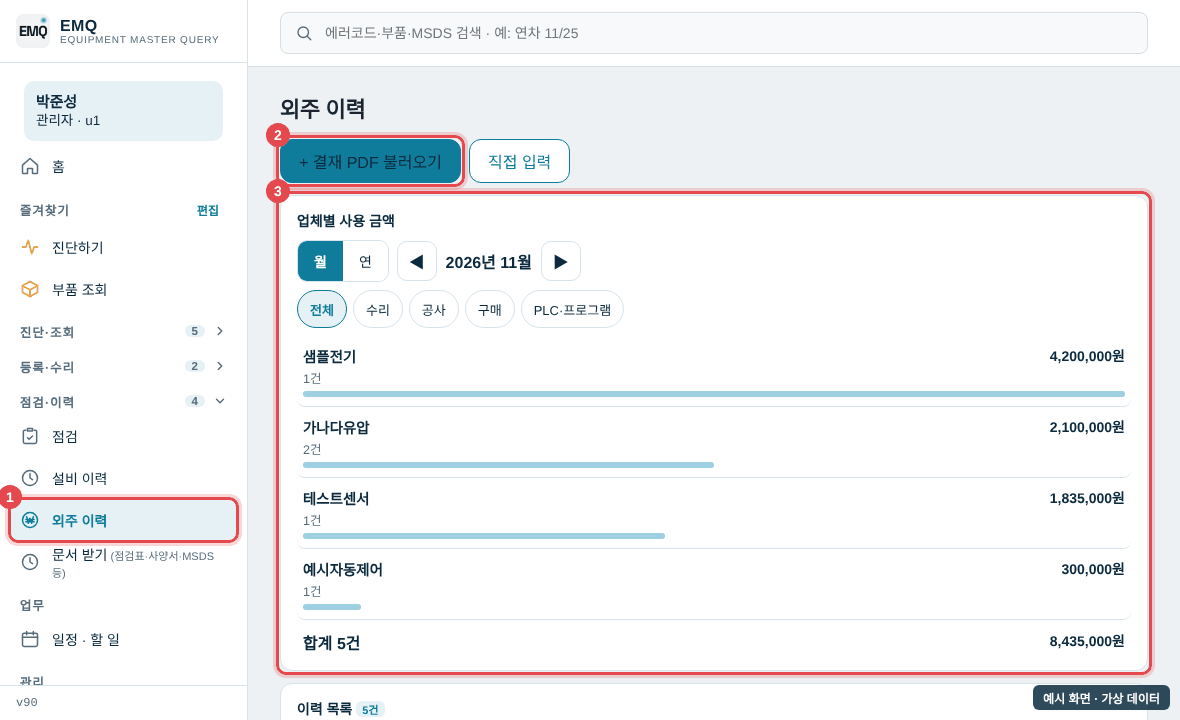 EMQ
EMQ
EQUIPMENT MASTER QUERY
에러코드·부품·MSDS 검색 · 예: 연차 11/25
박준성
관리자 · u1
홈
즐겨찾기
편집
진단하기
부품 조회
진단·조회
5
등록·수리
2
점검·이력
4
점검
설비 이력
1
외주 이력
문서 받기 (점검표·사양서·MSDS
등)
업무
일정 · 할 일
관리
v90
외주 이력
2
+ 결재 PDF 불러오기
직접 입력
3
업체별 사용 금액
월
연
◀
2026년 11월
▶
전체
수리
공사
구매
PLC·프로그램
샘플전기
4,200,000원
1건
가나다유압
2,100,000원
2건
테스트센서
1,835,000원
1건
예시자동제어
300,000원
1건
합계 5건
8,435,000원
이력 목록
5건
예시 화면 · 가상 데이터